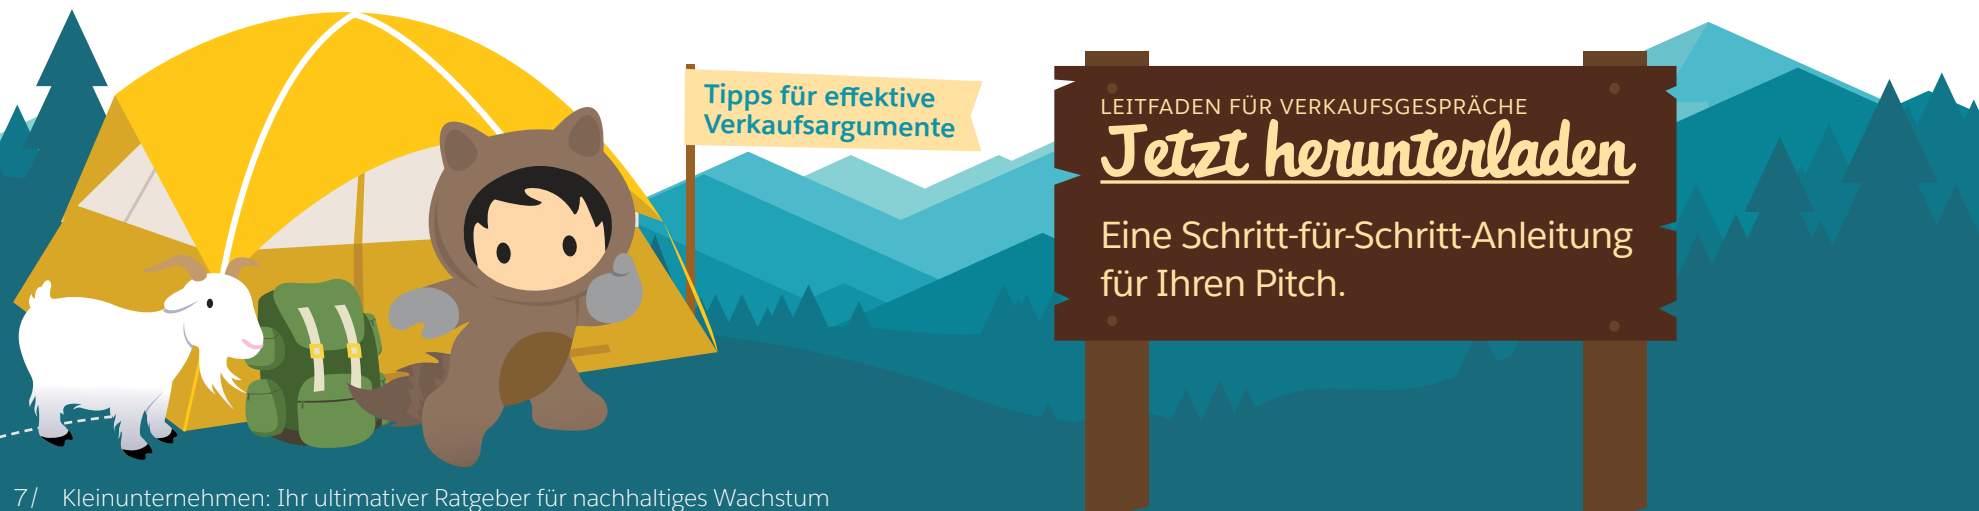 Tipps für effektive
Verkaufsargumente
LEITFADEN FÜR VERKAUFSGESPRÄCHE
Jetzt herunterladen
Eine Schritt-für-Schritt-Anleitung
für Ihren Pitch.
7/ Kleinunternehmen: Ihr ultimativer Ratgeber für nachhaltiges Wachstum